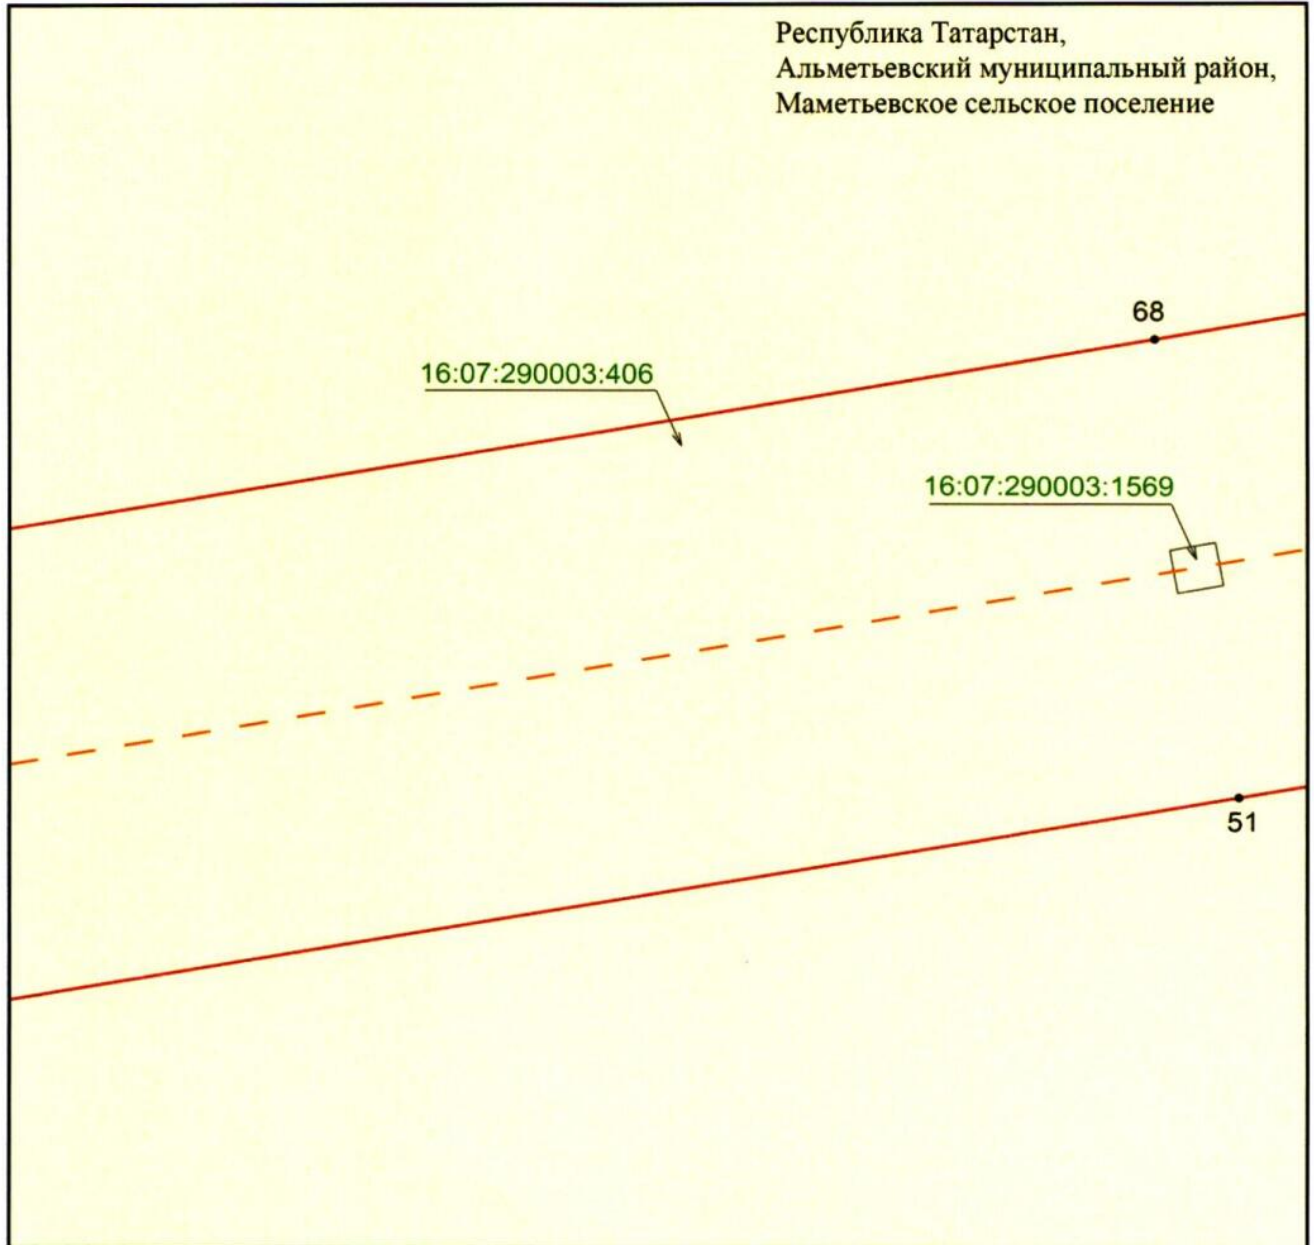 Республика Татарстан,
Альметьевский муниципальный район,
Маметьевское сельское поселение
68
16:07:290003:406
16:07:290003:1569
51